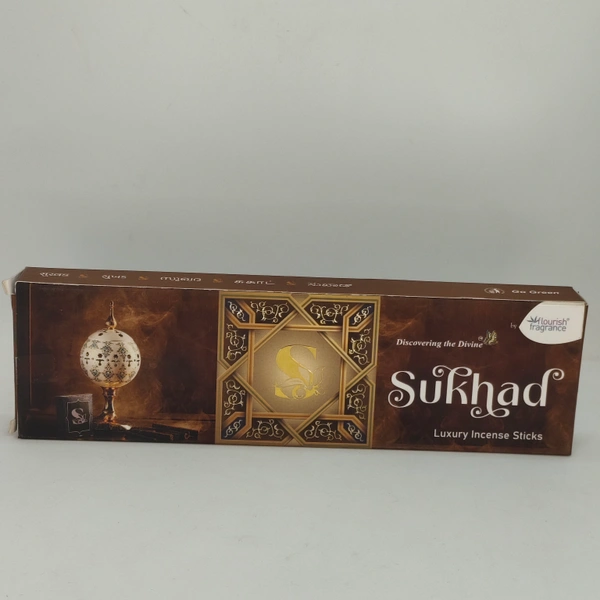 சுகாட்
Go Green
by flourish®
fragrance
Discovering the Divine
Sukhad
Luxury Incense Sticks
S
S